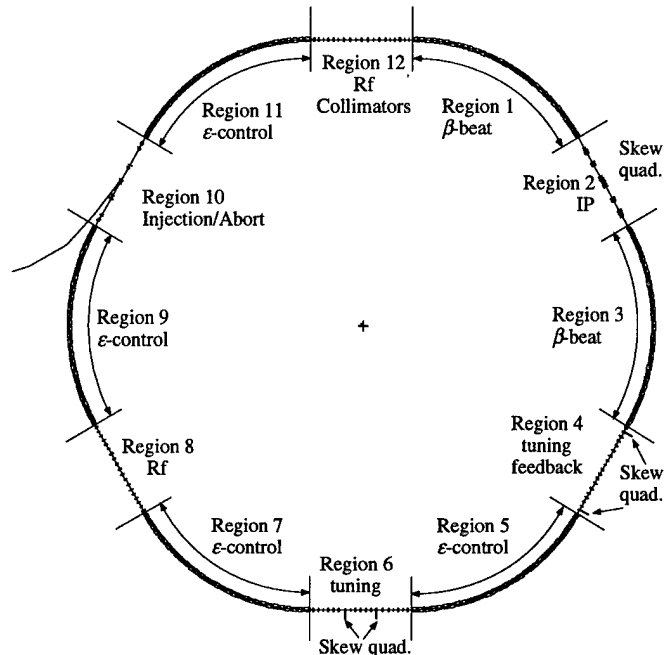 Region 12
Rf
Collimators
Region 1
β-beat
Skew
quad.
Region 2
IP
Region 3
β-beat
Region 4
tuning
feedback
Skew
quad.
Region 5
ε-control
Region 6
tuning
Skew quad.
Region 7
ε-control
Region 8
Rf
Region 9
ε-control
Region 10
Injection/Abort
Region 11
ε-control